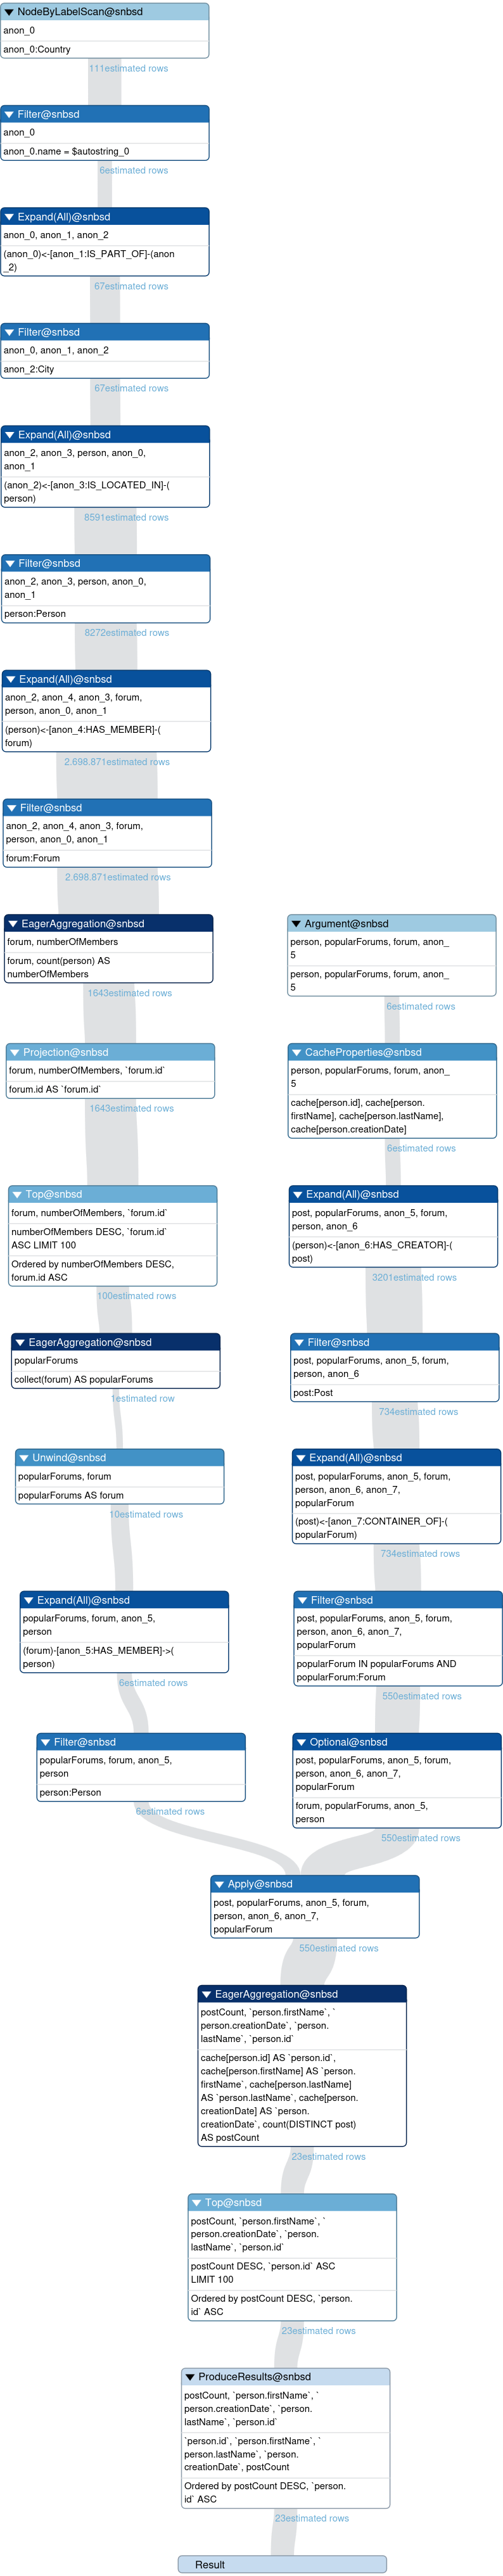 NodeByLabelScan@snbsd
anon_0
anon_0:Country
111estimated rows
Filter@snbsd
anon_0
anon_0.name = $autostring_0
6estimated rows
Expand(All)@snbsd
anon_0, anon_1, anon_2
(anon_0)<-[anon_1:IS_PART_OF]-(anon
_2)
67estimated rows
Filter@snbsd
anon_0, anon_1, anon_2
anon_2:City
67estimated rows
Expand(All)@snbsd
anon_2, anon_3, person, anon_0,
anon_1
(anon_2)<-[anon_3:IS_LOCATED_IN]-(
person)
8591estimated rows
Filter@snbsd
anon_2, anon_3, person, anon_0,
anon_1
person:Person
8272estimated rows
Expand(All)@snbsd
anon_2, anon_4, anon_3, forum,
person, anon_0, anon_1
(person)<-[anon_4:HAS_MEMBER]-(
forum)
2.698.871estimated rows
Filter@snbsd
anon_2, anon_4, anon_3, forum,
person, anon_0, anon_1
forum:Forum
2.698.871estimated rows
EagerAggregation@snbsd
forum, numberOfMembers
forum, count(person) AS
numberOfMembers
1643estimated rows
Projection@snbsd
forum, numberOfMembers, `forum.id`
forum.id AS `forum.id`
1643estimated rows
Top@snbsd
forum, numberOfMembers, `forum.id`
numberOfMembers DESC, `forum.id`
ASC LIMIT 100
Ordered by numberOfMembers DESC,
forum.id ASC
100estimated rows
EagerAggregation@snbsd
popularForums
collect(forum) AS popularForums
1estimated row
Unwind@snbsd
popularForums, forum
popularForums AS forum
10estimated rows
Expand(All)@snbsd
popularForums, forum, anon_5,
person
(forum)-[anon_5:HAS_MEMBER]->(
person)
6estimated rows
Filter@snbsd
popularForums, forum, anon_5,
person
person:Person
6estimated rows
Argument@snbsd
person, popularForums, forum, anon_
5
person, popularForums, forum, anon_
5
6estimated rows
CacheProperties@snbsd
person, popularForums, forum, anon_
5
cache[person.id], cache[person.
firstName], cache[person.lastName],
cache[person.creationDate]
6estimated rows
Expand(All)@snbsd
post, popularForums, anon_5, forum,
person, anon_6
(person)<-[anon_6:HAS_CREATOR]-(
post)
3201estimated rows
Filter@snbsd
post, popularForums, anon_5, forum,
person, anon_6
post:Post
734estimated rows
Expand(All)@snbsd
post, popularForums, anon_5, forum,
person, anon_6, anon_7,
popularForum
(post)<-[anon_7:CONTAINER_OF]-(
popularForum)
734estimated rows
Filter@snbsd
post, popularForums, anon_5, forum,
person, anon_6, anon_7,
popularForum
popularForum IN popularForums AND
popularForum:Forum
550estimated rows
Optional@snbsd
post, popularForums, anon_5, forum,
person, anon_6, anon_7,
popularForum
forum, popularForums, anon_5,
person
550estimated rows
Apply@snbsd
post, popularForums, anon_5, forum,
person, anon_6, anon_7,
popularForum
550estimated rows
EagerAggregation@snbsd
postCount, `person.firstName`, `
person.creationDate`, `person.
lastName`, `person.id`
cache[person.id] AS `person.id`,
cache[person.firstName] AS `person.
firstName`, cache[person.lastName]
AS `person.lastName`, cache[person.
creationDate] AS `person.
creationDate`, count(DISTINCT post)
AS postCount
23estimated rows
Top@snbsd
postCount, `person.firstName`, `
person.creationDate`, `person.
lastName`, `person.id`
postCount DESC, `person.id` ASC
LIMIT 100
Ordered by postCount DESC, `person.
id` ASC
23estimated rows
ProduceResults@snbsd
postCount, `person.firstName`, `
person.creationDate`, `person.
lastName`, `person.id`
`person.id`, `person.firstName`, `
person.lastName`, `person.
creationDate`, postCount
Ordered by postCount DESC, `person.
id` ASC
23estimated rows
Result